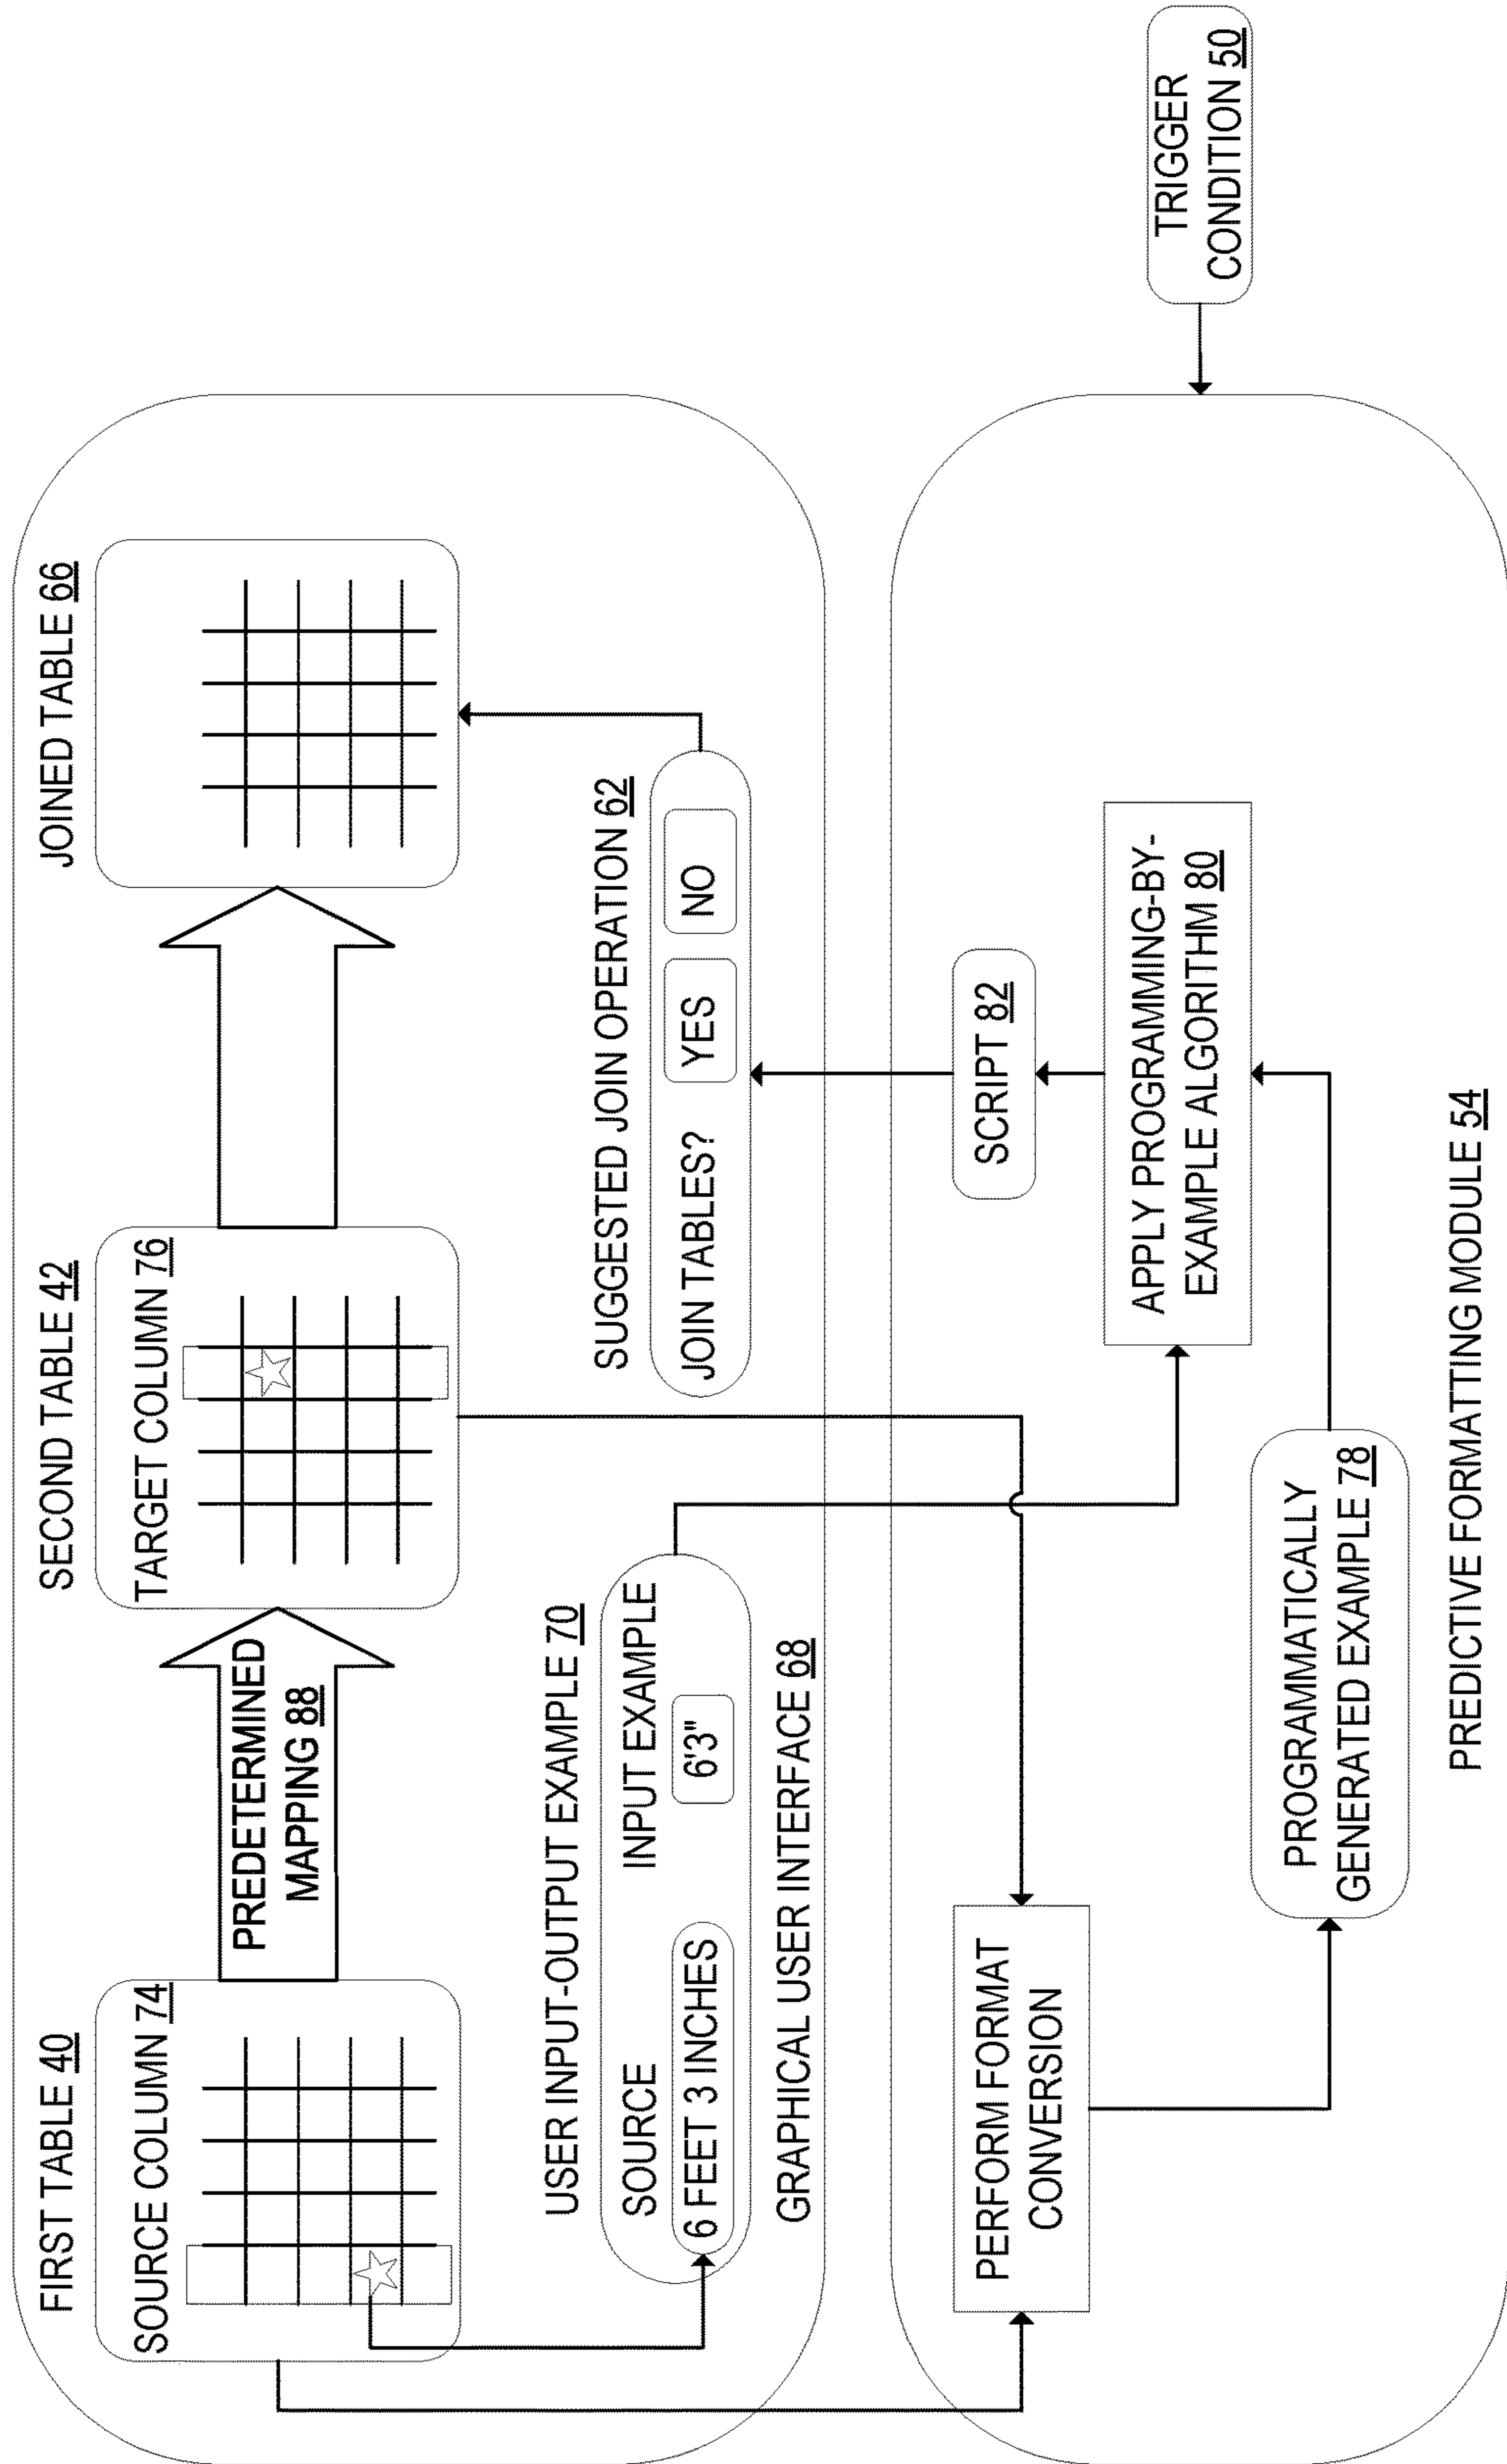 FIRST TABLE 40
SECOND TABLE 42
JOINED TABLE 66
SOURCE COLUMN 74
PREDETERMINED
MAPPING 88
TARGET COLUMN 76
USER INPUT-OUTPUT EXAMPLE 70
SOURCE
INPUT EXAMPLE
6 FEET 3 INCHES
6'3"
GRAPHICAL USER INTERFACE 68
SUGGESTED JOIN OPERATION 62
JOIN TABLES?
YES
NO
PERFORM FORMAT
CONVERSION
SCRIPT 82
APPLY PROGRAMMING-BY-
EXAMPLE ALGORITHM 80
PROGRAMMATICALLY
GENERATED EXAMPLE 78
PREDICTIVE FORMATTING MODULE 54
TRIGGER
CONDITION 50